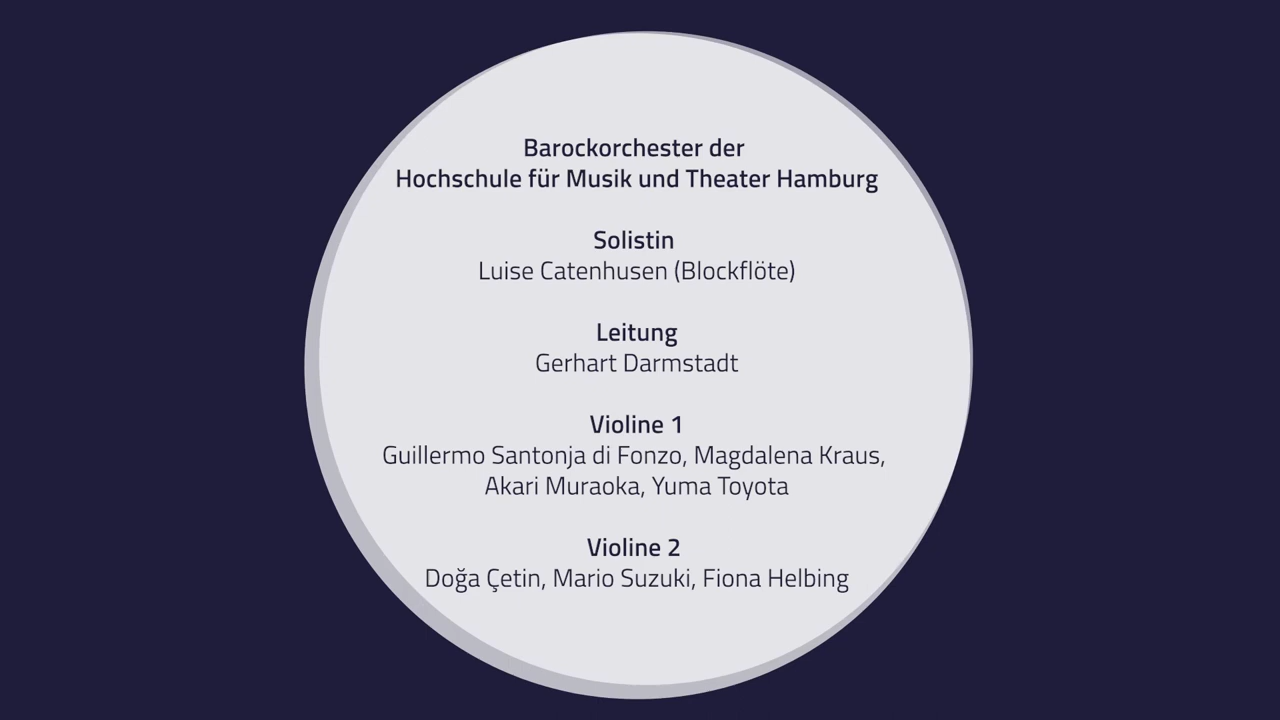 Barockorchester der
Hochschule für Musik und Theater Hamburg
Solistin
Luise Catenhusen (Blockflöte)
Leitung
Gerhart Darmstadt
Violine 1
Guillermo Santonja di Fonzo, Magdalena Kraus,
Akari Muraoka, Yuma Toyota
Violine 2
Doğa Çetin, Mario Suzuki, Fiona Helbing